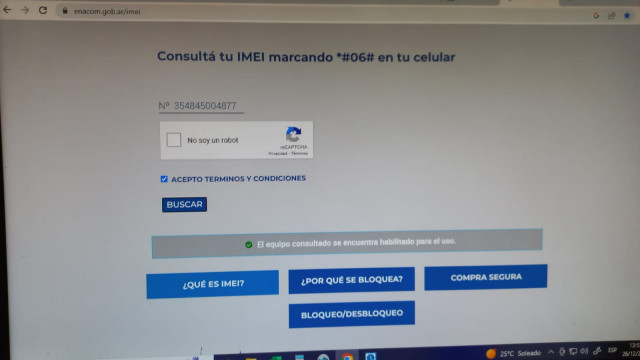 enacom.gob.ar/imei
Consultá tu IMEI marcando *#06# en tu celular
Nº 354845004877
No soy un robot
reCAPTCHA
Privacidad - Términos
ACEPTO TERMINOS Y CONDICIONES
BUSCAR
El equipo consultado se encuentra habilitado para el uso.
¿QUÉ ES IMEI?
¿POR QUÉ SE BLOQUEA?
COMPRA SEGURA
BLOQUEO/DESBLOQUEO
25°C Soleado
ESP